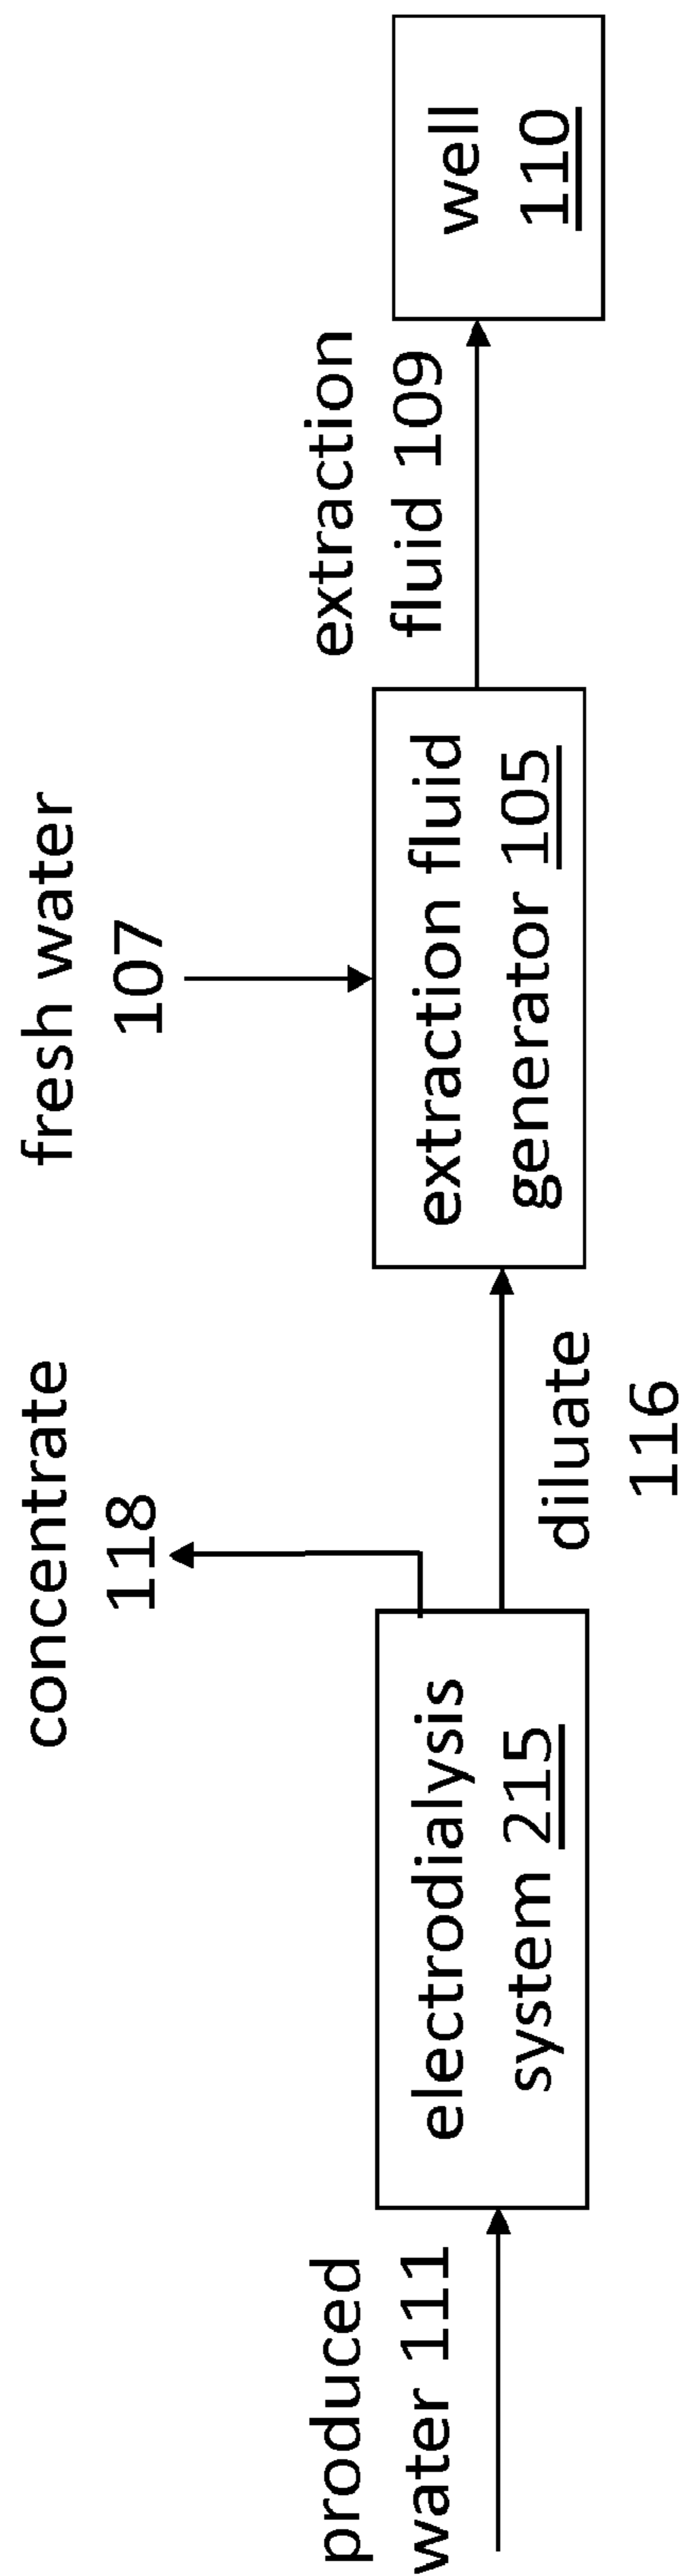 produced
water 111
electrodialysis
system 215
concentrate
118
diluate
116
fresh water
107
extraction fluid
generator 105
extraction
fluid 109
well
110